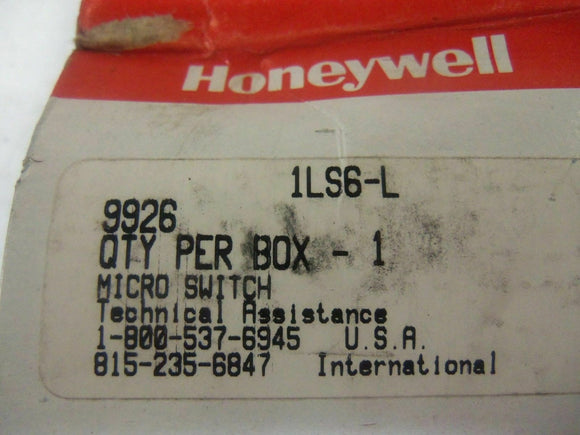 Honeywell
1LS6-L
9926
QTY PER BOX - 1
MICRO SWITCH
Technical Assistance
1-800-537-6945 U.S.A.
815-235-6847 International